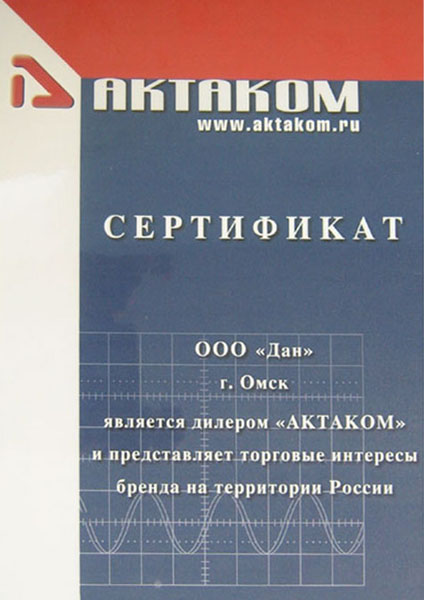 АКТАКОМ
www.aktakom.ru
СЕРТИФИКАТ
ООО «Дан»
г. Омск
является дилером «АКТАКОМ»
и представляет торговые интересы
бренда на территории России